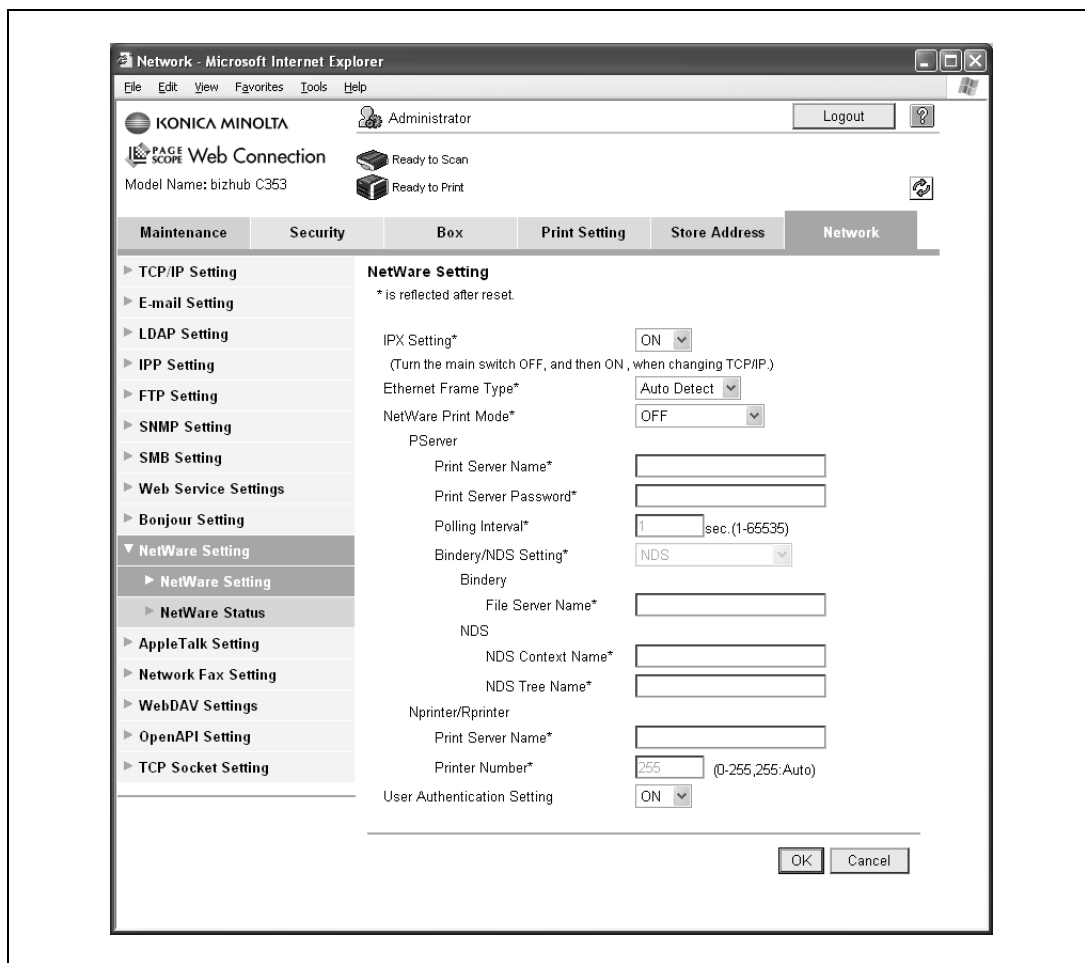 Network - Microsoft Internet Explorer
File Edit View Favorites Tools Help
KONICA MINOLTA
Administrator
Logout
?
PAGE SCOPE Web Connection
Ready to Scan
Model Name: bizhub C353
Ready to Print
Maintenance Security Box Print Setting Store Address Network
TCP/IP Setting
E-mail Setting
LDAP Setting
IPP Setting
FTP Setting
SNMP Setting
SMB Setting
Web Service Settings
Bonjour Setting
NetWare Setting
NetWare Setting
NetWare Status
AppleTalk Setting
Network Fax Setting
WebDAV Settings
OpenAPI Setting
TCP Socket Setting
NetWare Setting
* is reflected after reset.
IPX Setting* ON
(Turn the main switch OFF, and then ON , when changing TCP/IP.)
Ethernet Frame Type* Auto Detect
NetWare Print Mode* OFF
PServer
Print Server Name*
Print Server Password*
Polling Interval* 1 sec.(1-65535)
Bindery/NDS Setting* NDS
Bindery
File Server Name*
NDS
NDS Context Name*
NDS Tree Name*
Nprinter/Rprinter
Print Server Name*
Printer Number* 255 (0-255,255:Auto)
User Authentication Setting ON
OK Cancel